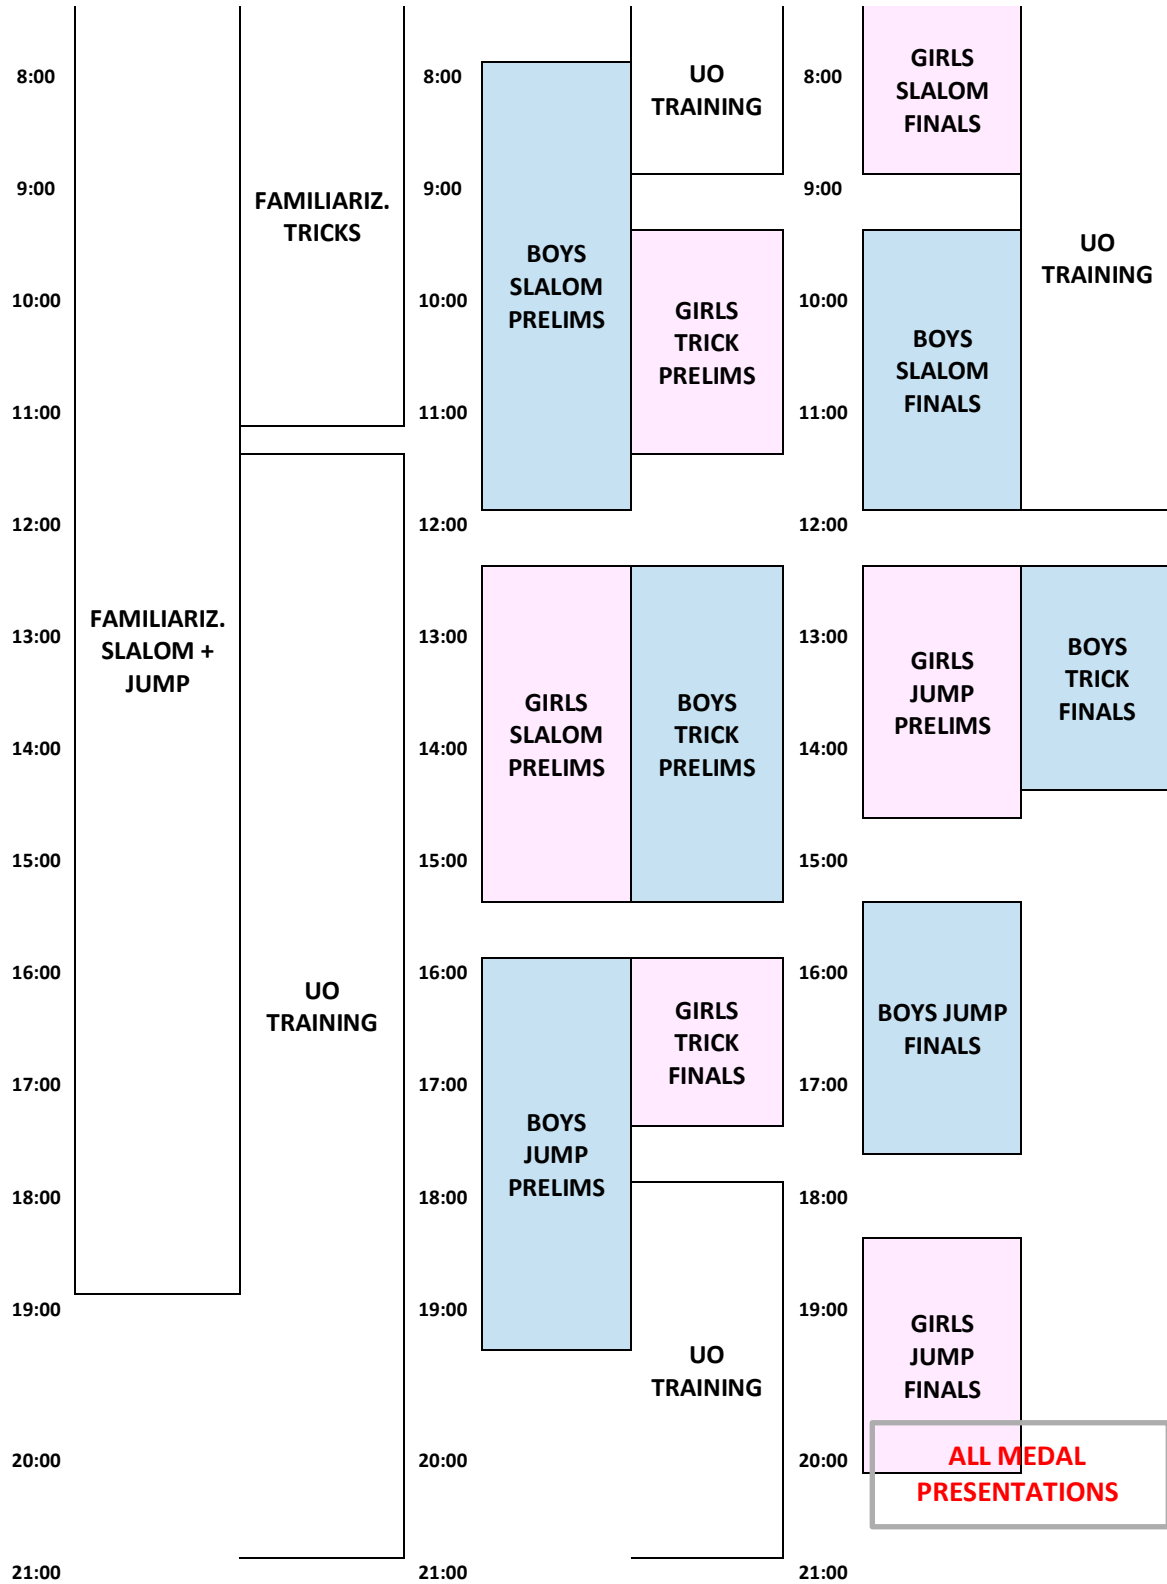 8:00
9:00
10:00
11:00
12:00
13:00
14:00
15:00
16:00
17:00
18:00
19:00
20:00
21:00
FAMILIARIZ.
SLALOM +
JUMP
FAMILIARIZ.
TRICKS
UO
TRAINING
8:00
9:00
10:00
11:00
12:00
13:00
14:00
15:00
16:00
17:00
18:00
19:00
20:00
21:00
BOYS
SLALOM
PRELIMS
GIRLS
SLALOM
PRELIMS
BOYS
JUMP
PRELIMS
UO
TRAINING
GIRLS
TRICK
PRELIMS
BOYS
TRICK
PRELIMS
GIRLS
TRICK
FINALS
UO
TRAINING
8:00
9:00
10:00
11:00
12:00
13:00
14:00
15:00
16:00
17:00
18:00
19:00
20:00
21:00
GIRLS
SLALOM
FINALS
BOYS
SLALOM
FINALS
GIRLS
JUMP
PRELIMS
BOYS JUMP
FINALS
GIRLS
JUMP
FINALS
UO
TRAINING
BOYS
TRICK
FINALS
ALL MEDAL
PRESENTATIONS